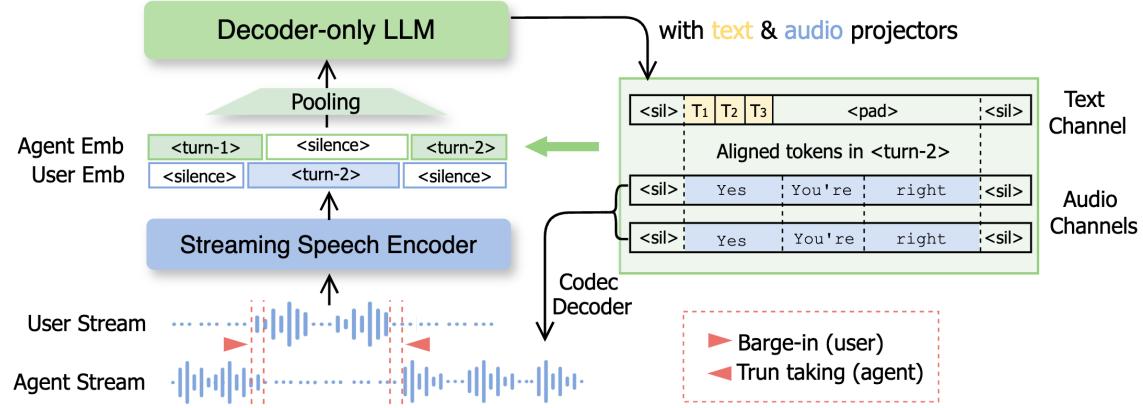 Decoder-only LLM
with text & audio projectors
Pooling
Agent Emb
<turn-1> <silence> <turn-2>
User Emb
<silence> <turn-2> <silence>
Streaming Speech Encoder
User Stream
Agent Stream
<sil> T1 T2 T3 <pad> <sil>
Text
Channel
Aligned tokens in <turn-2>
<sil> Yes You're right <sil>
<sil> Yes You're right <sil>
Audio
Channels
Codec
Decoder
Barge-in (user)
Trun taking (agent)